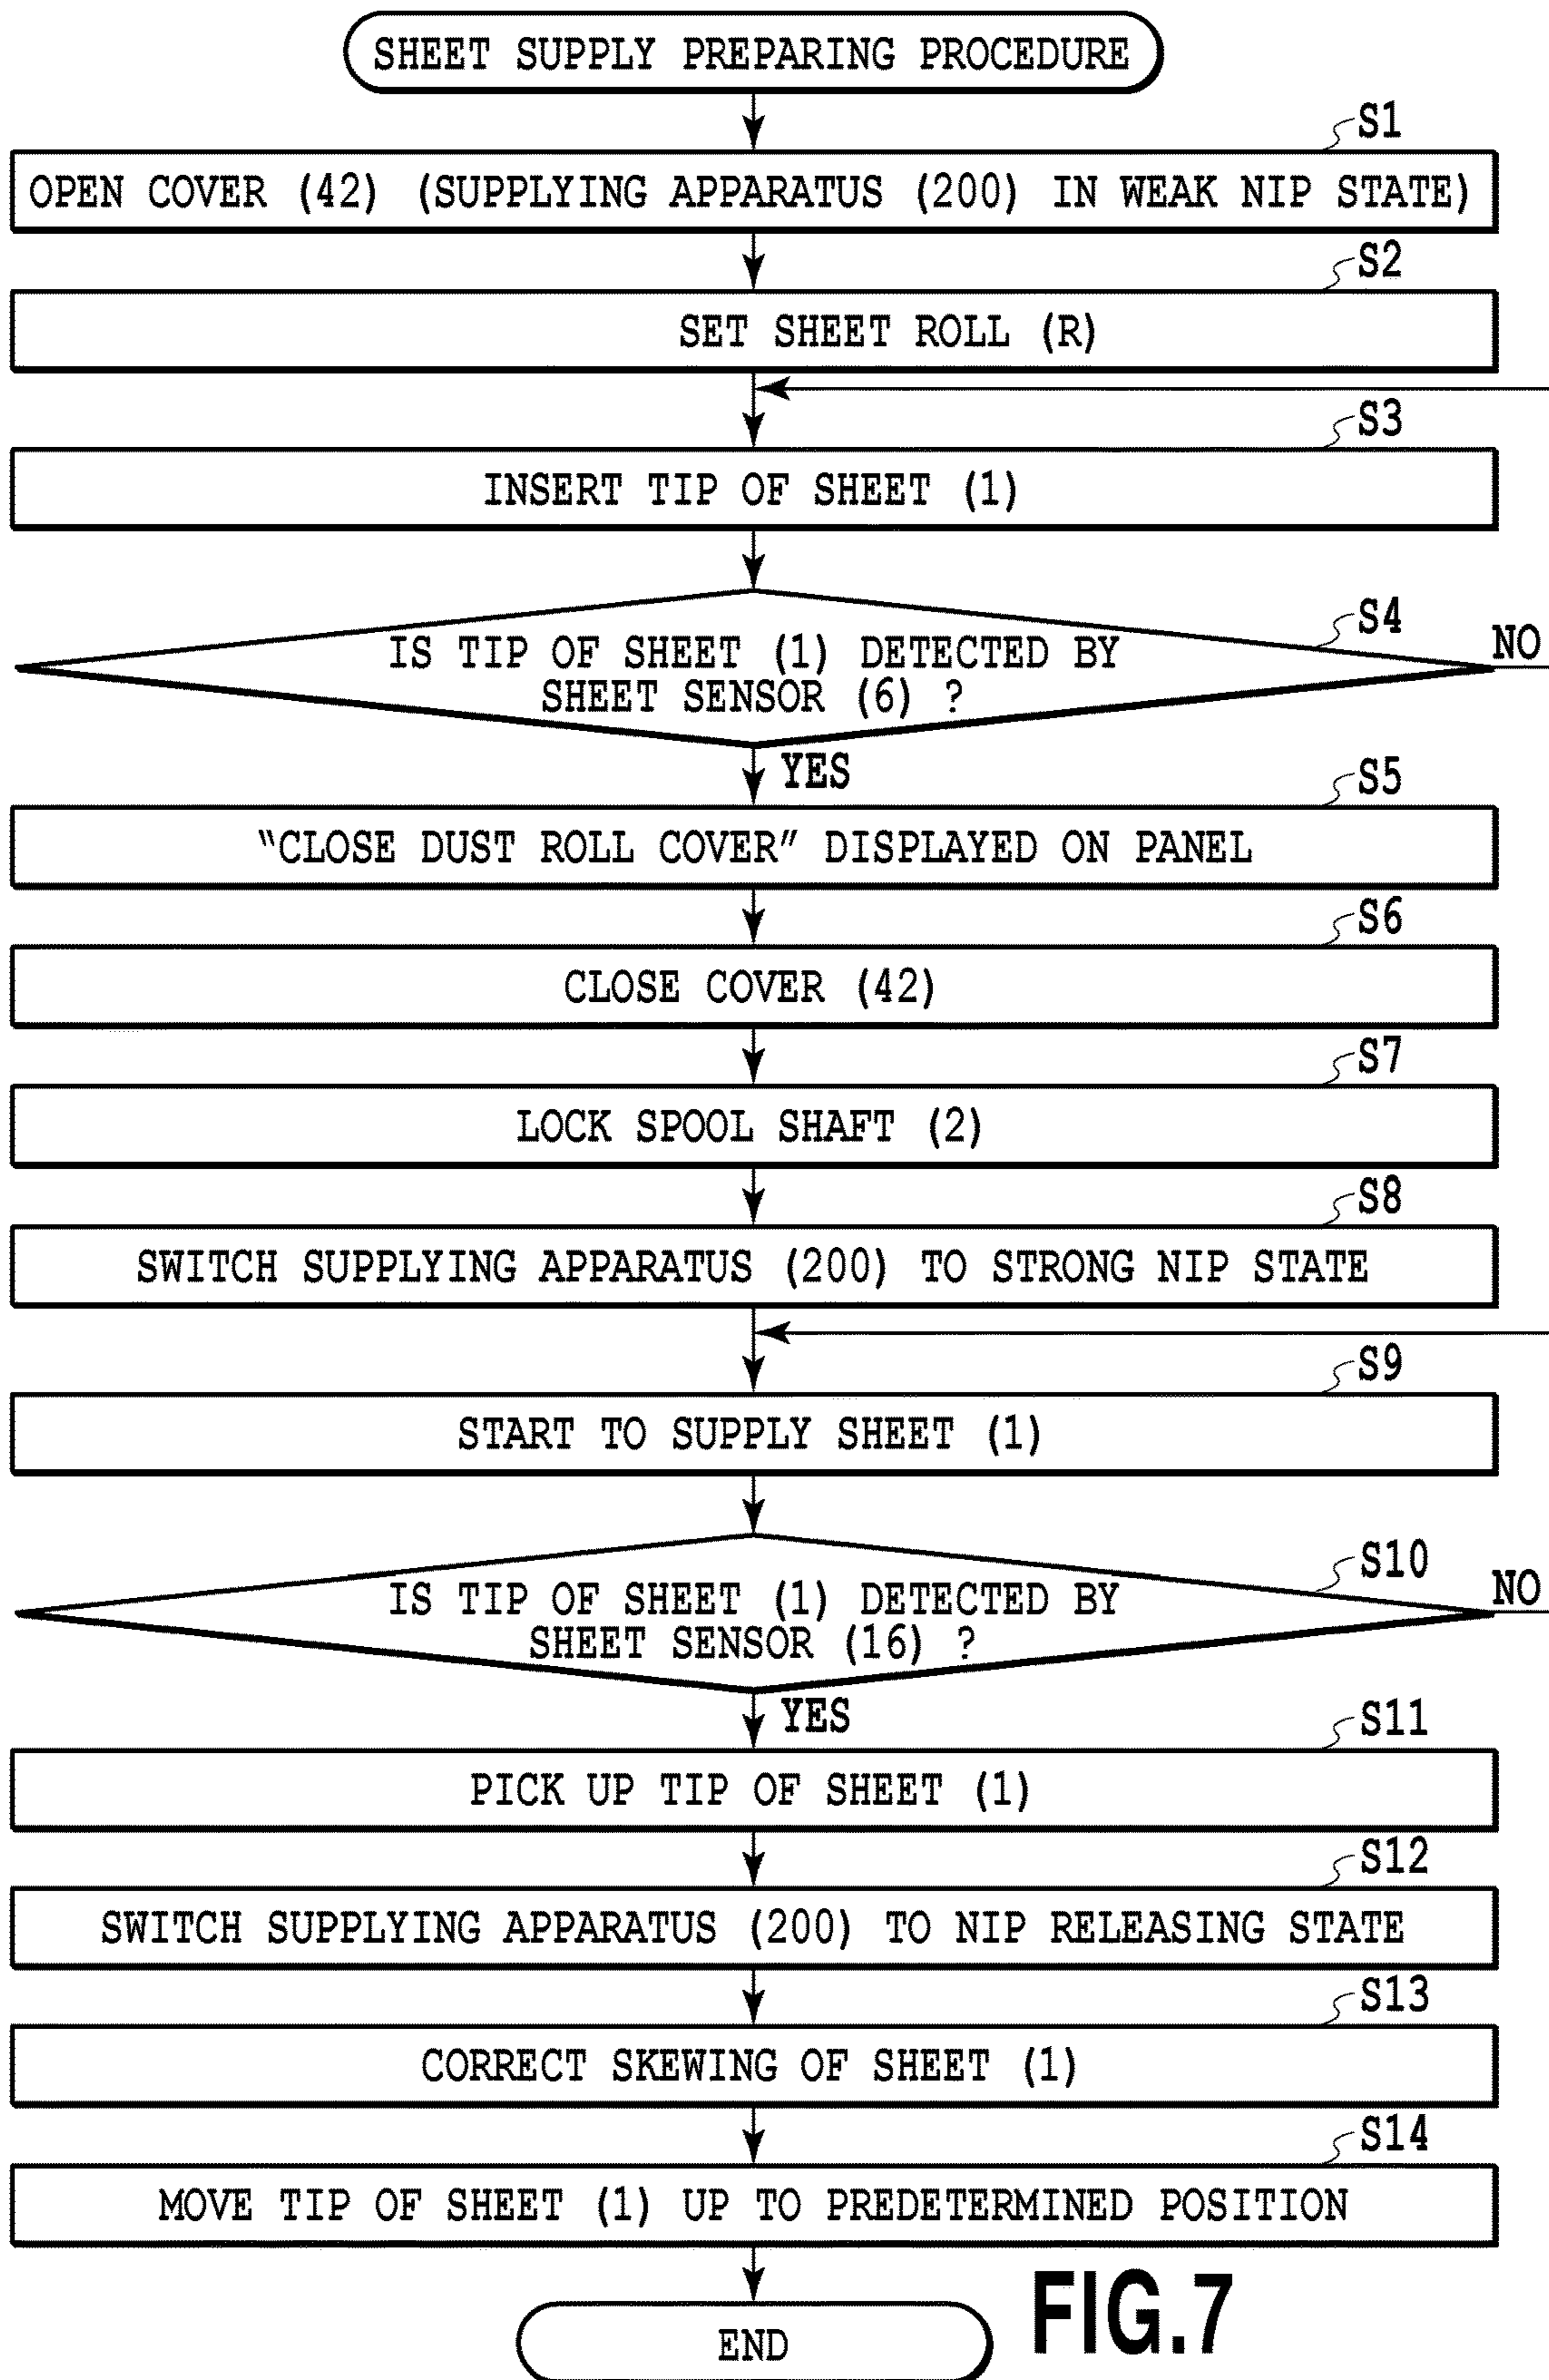 SHEET SUPPLY PREPARING PROCEDURE
S1
OPEN COVER (42) (SUPPLYING APPARATUS (200) IN WEAK NIP STATE)
S2
SET SHEET ROLL (R)
S3
INSERT TIP OF SHEET (1)
S4
NO
IS TIP OF SHEET (1) DETECTED BY
SHEET SENSOR (6) ?
YES
S5
“CLOSE DUST ROLL COVER” DISPLAYED ON PANEL
S6
CLOSE COVER (42)
S7
LOCK SPOOL SHAFT (2)
S8
SWITCH SUPPLYING APPARATUS (200) TO STRONG NIP STATE
S9
START TO SUPPLY SHEET (1)
S10
NO
IS TIP OF SHEET (1) DETECTED BY
SHEET SENSOR (16) ?
YES
S11
PICK UP TIP OF SHEET (1)
S12
SWITCH SUPPLYING APPARATUS (200) TO NIP RELEASING STATE
S13
CORRECT SKEWING OF SHEET (1)
S14
MOVE TIP OF SHEET (1) UP TO PREDETERMINED POSITION
END
FIG.7